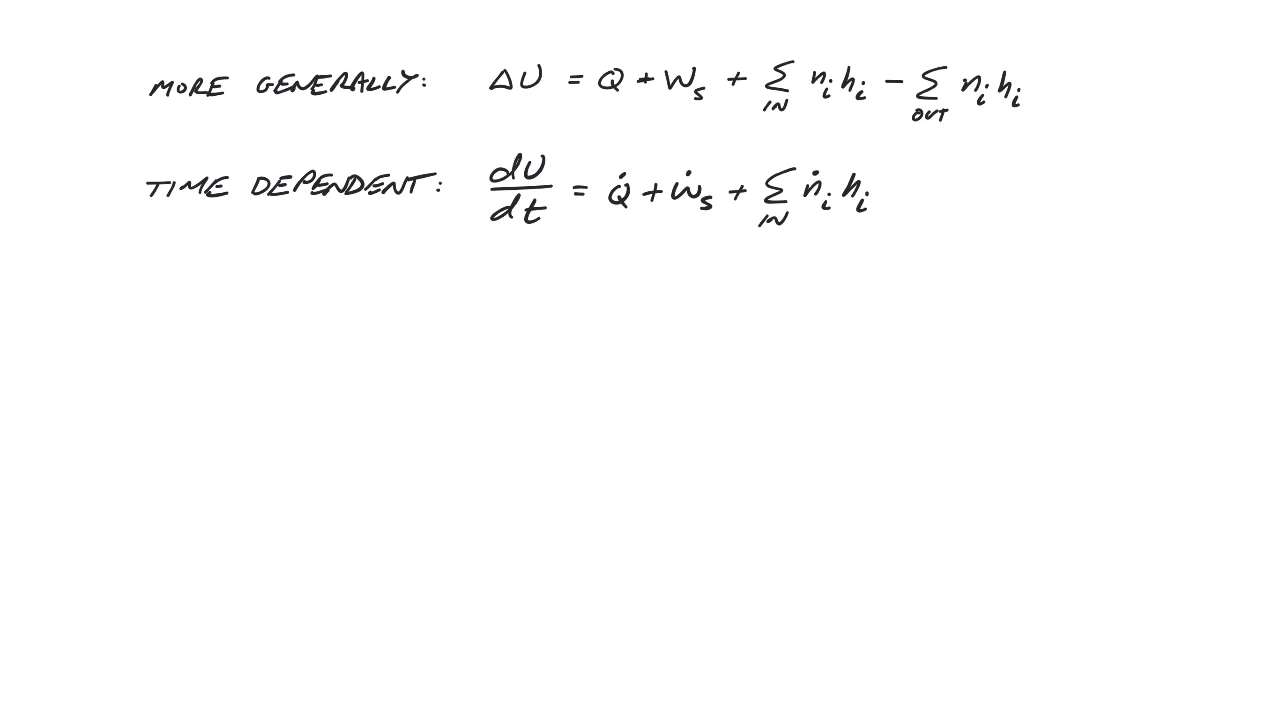 MORE GENERALLY: ΔU = Q + W_s + Σ_IN n_i h_i − Σ_OUT n_i h_i
TIME DEPENDENT: dU/dt = Q̇ + Ẇ_s + Σ_IN ṅ_i h_i